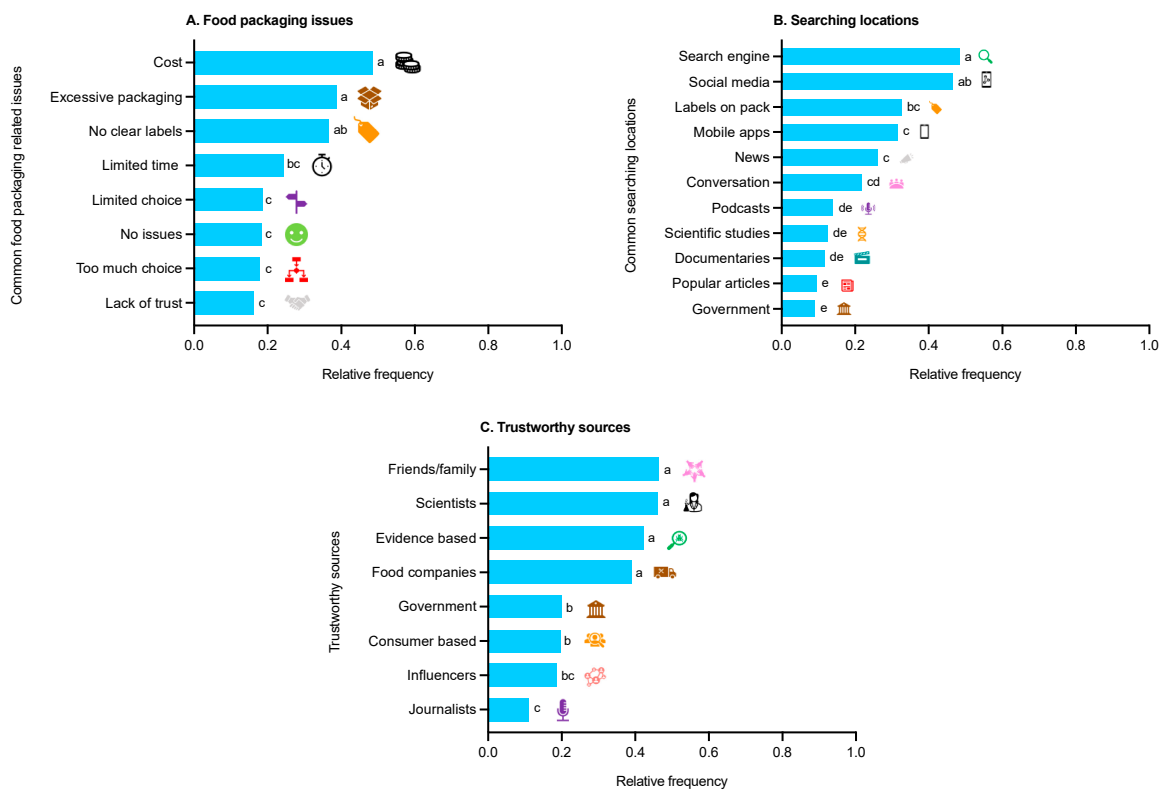 A. Food packaging issues
Common food packaging related issues
Cost a
Excessive packaging a
No clear labels ab
Limited time bc
Limited choice c
No issues c
Too much choice c
Lack of trust c
0.0 0.2 0.4 0.6 0.8 1.0
Relative frequency
B. Searching locations
Common searching locations
Search engine a
Social media ab
Labels on pack bc
Mobile apps c
News c
Conversation cd
Podcasts de
Scientific studies de
Documentaries de
Popular articles e
Government e
0.0 0.2 0.4 0.6 0.8 1.0
Relative frequency
C. Trustworthy sources
Trustworthy sources
Friends/family a
Scientists a
Evidence based a
Food companies a
Government b
Consumer based b
Influencers bc
Journalists c
0.0 0.2 0.4 0.6 0.8 1.0
Relative frequency